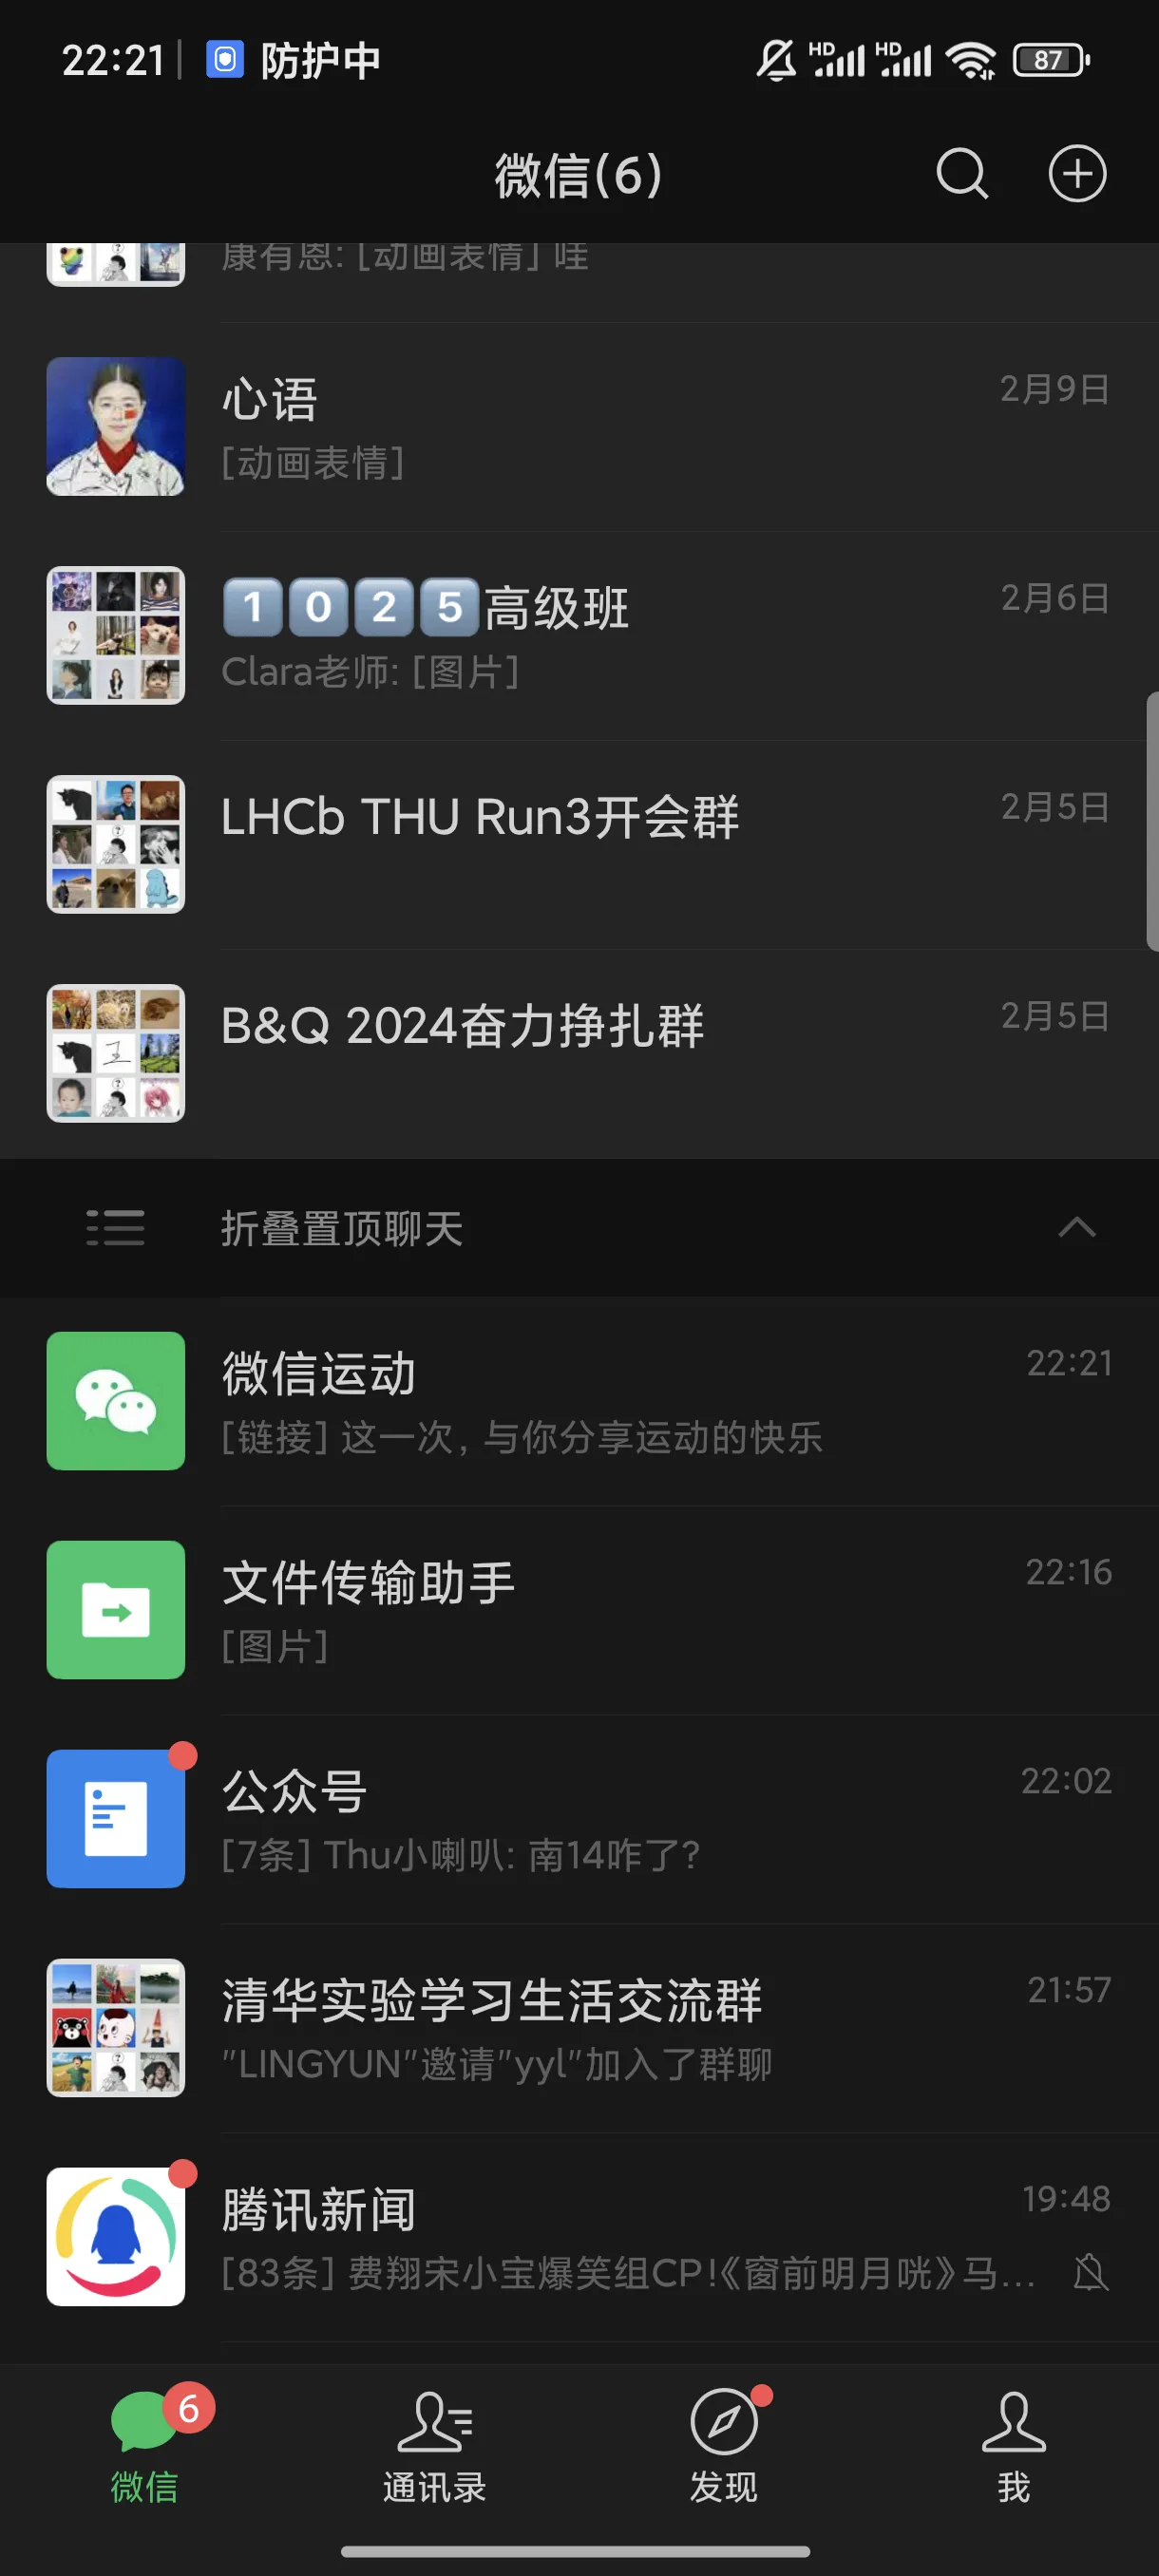 22:21
防护中
HD
HD
87
微信(6)
康有恩: [动画表情] 哇
心语
2月9日
[动画表情]
1025高级班
2月6日
Clara老师: [图片]
LHCb THU Run3开会群
2月5日
B&Q 2024奋力挣扎群
2月5日
折叠置顶聊天
微信运动
22:21
[链接] 这一次, 与你分享运动的快乐
文件传输助手
22:16
[图片]
公众号
22:02
[7条] Thu小喇叭: 南14咋了?
清华实验学习生活交流群
21:57
"LINGYUN"邀请"yyl"加入了群聊
腾讯新闻
19:48
[83条] 费翔宋小宝爆笑组CP!《窗前明月咣》马...
6
微信
通讯录
发现
我